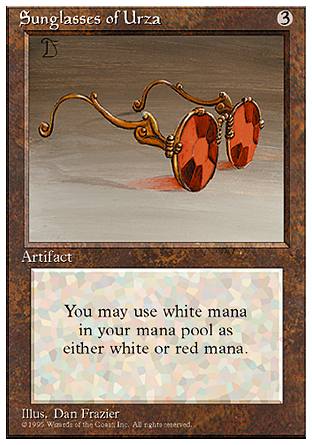 Sunglasses of Urza 3
D
Artifact
You may use white mana
in your mana pool as
either white or red mana.
Illus. Dan Frazier
©1995 Wizards of the Coast, Inc. All rights reserved.